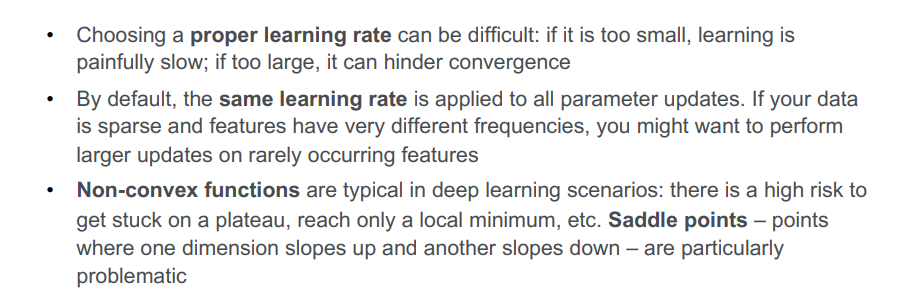 • Choosing a proper learning rate can be difficult: if it is too small, learning is
painfully slow; if too large, it can hinder convergence
• By default, the same learning rate is applied to all parameter updates. If your data
is sparse and features have very different frequencies, you might want to perform
larger updates on rarely occurring features
• Non-convex functions are typical in deep learning scenarios: there is a high risk to
get stuck on a plateau, reach only a local minimum, etc. Saddle points – points
where one dimension slopes up and another slopes down – are particularly
problematic